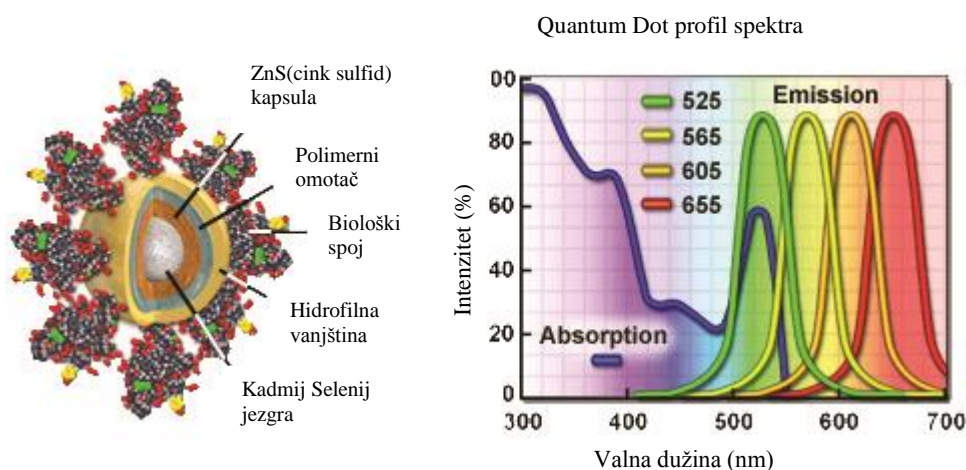 Quantum Dot profil spektra
ZnS(cink sulfid)
kapsula
Polimerni
omotač
Biološki
spoj
Hidrofilna
vanjština
Kadmij Selenij
jezgra
Intenzitet (%)
00
80
60
40
20
0
525
565
605
655
Emission
Absorption
300
400
500
600
700
Valna dužina (nm)